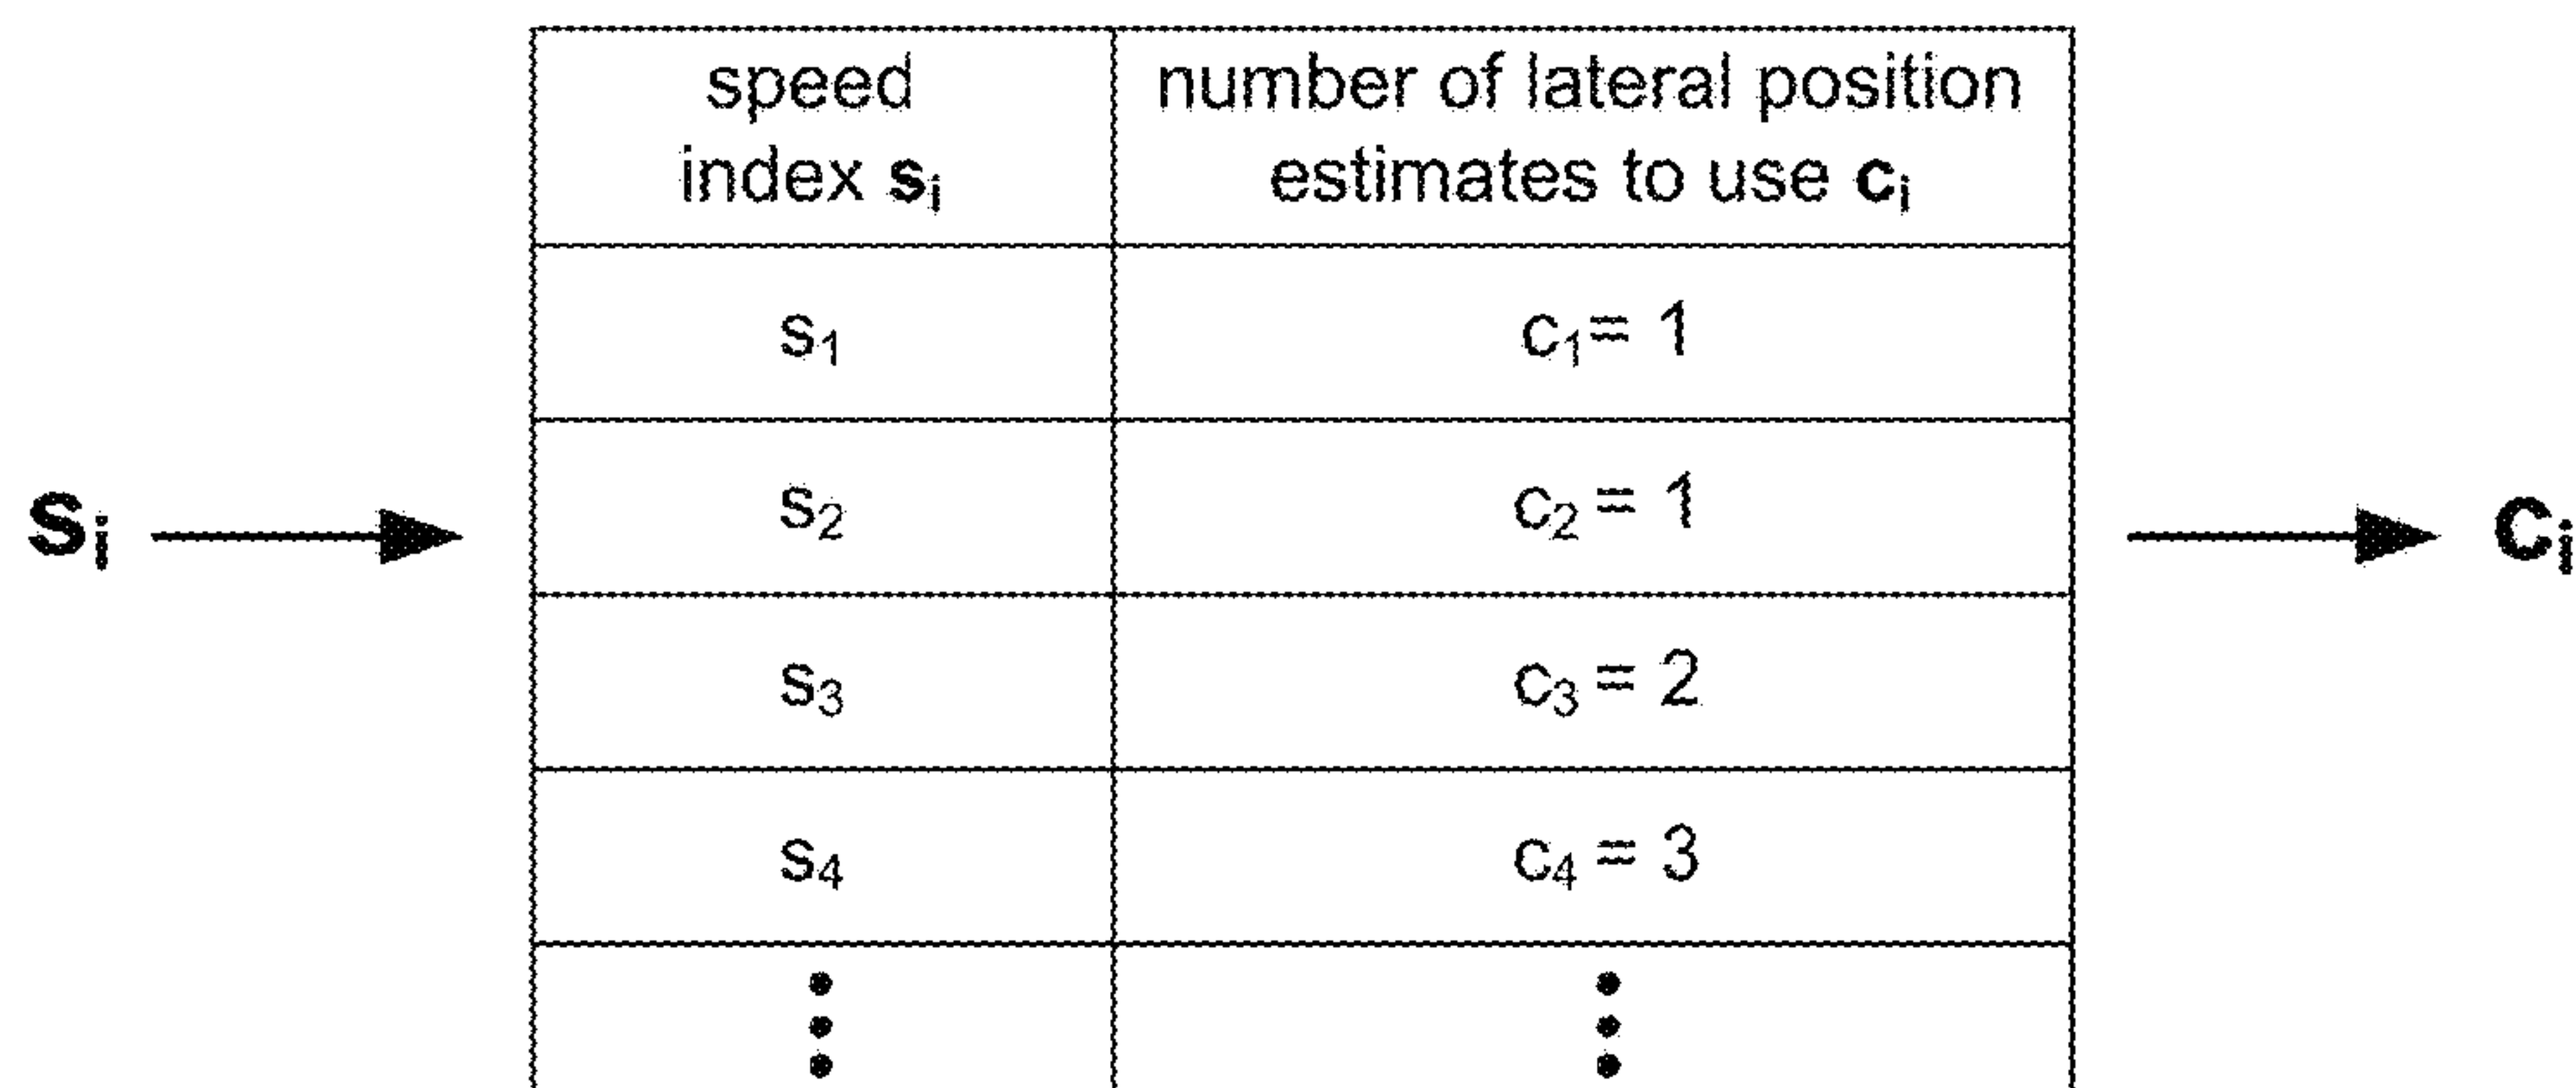 speed
index sᵢ
number of lateral position
estimates to use cᵢ
s₁
c₁= 1
s₂
c₂ = 1
sᵢ
cᵢ
s₃
c₃ = 2
s₄
c₄ = 3